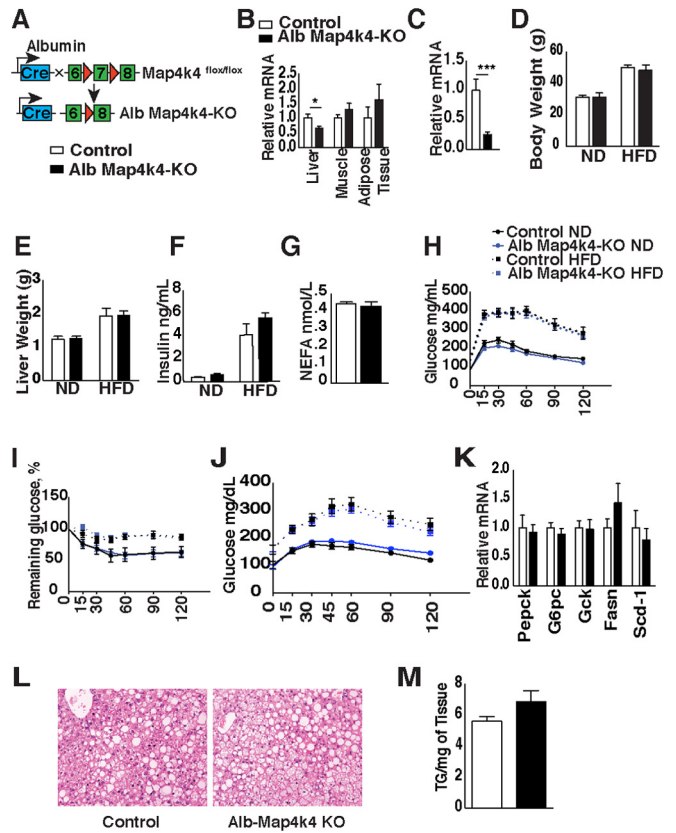 A
Albumin
Cre × 6 7 8 Map4k4 flox/flox
Cre 6 8 Alb Map4k4-KO
Control
Alb Map4k4-KO
B
Control
Alb Map4k4-KO
Relative mRNA
2.5
2.0
1.5
1.0
0.5
0.0
*
Liver
Muscle
Adipose
Tissue
C
Relative mRNA
1.5
1.0
0.5
0.0
***
D
Body Weight (g)
60
40
20
0
ND HFD
E
Liver Weight (g)
3
2
1
0
ND HFD
F
Insulin ng/mL
8
6
4
2
0
ND HFD
G
NEFA nmol/L
.5
.4
.3
.2
.1
0
H
Control ND
Alb Map4k4-KO ND
Control HFD
Alb Map4k4-KO HFD
Glucose mg/mL
500
400
300
200
100
0
0 15 30 60 90 120
I
Remaining glucose, %
150
100
50
0
0 15 30 60 90 120
J
Glucose mg/dL
400
300
200
100
0
0 15 30 45 60 90 120
K
Relative mRNA
2.0
1.5
1.0
0.5
0.0
Pepck
G6pc
Gck
Fasn
Scd-1
L
Control Alb-Map4k4 KO
M
TG/mg of Tissue
8
6
4
2
0